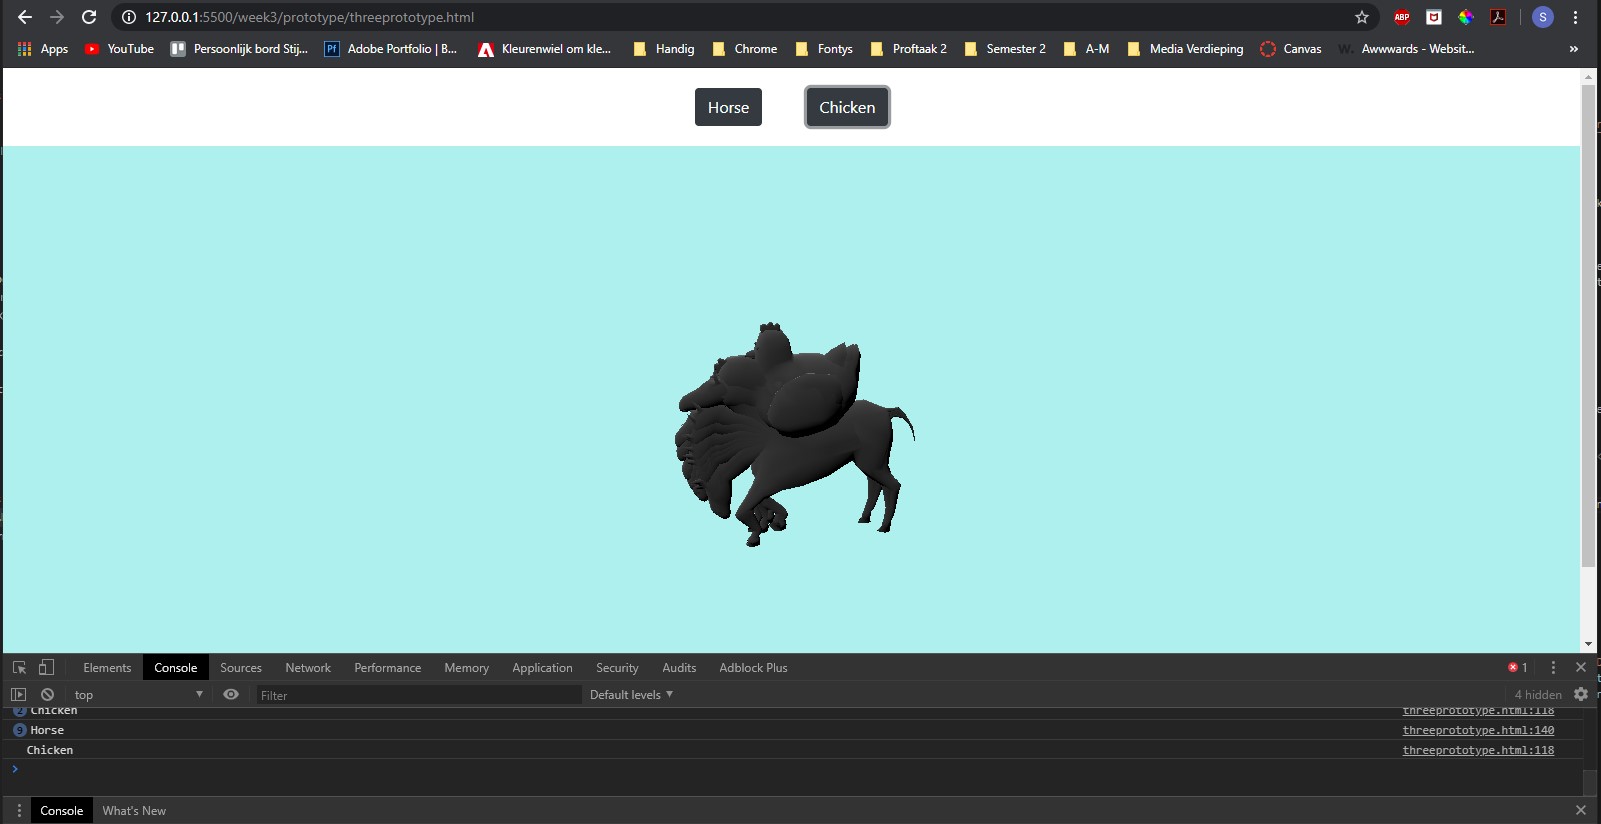 127.0.0.1:5500/week3/prototype/threeprototype.html
ABP
S
Apps YouTube Persoonlijk bord Stij... Pf Adobe Portfolio | B... Kleurenwiel om kle... Handig Chrome Fontys Proftaak 2 Semester 2 A-M Media Verdieping Canvas W. Awwwards - Websit... »
Horse Chicken
Elements Console Sources Network Performance Memory Application Security Audits Adblock Plus 1
top Filter Default levels ▼ 4 hidden
2 Chicken threeprototype.html:118
9 Horse threeprototype.html:140
Chicken threeprototype.html:118
Console What's New